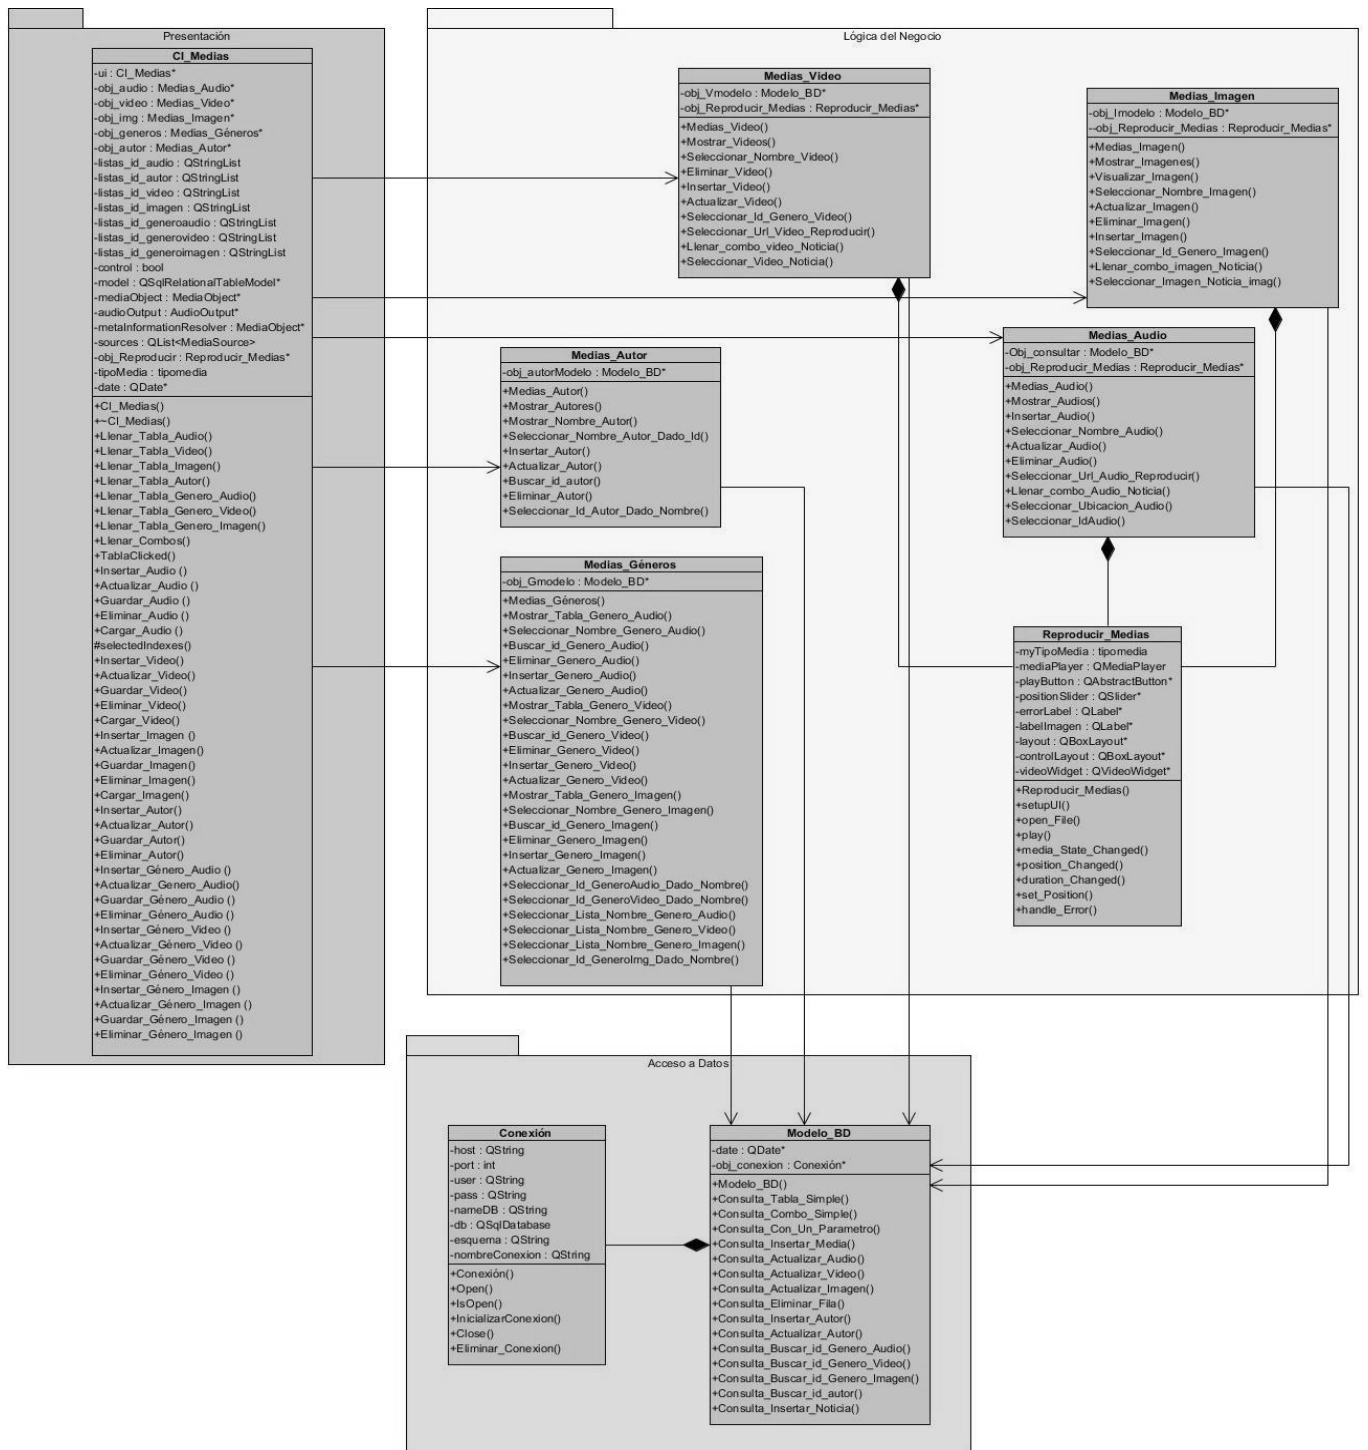 Presentación
CI_Medias
-ui : CI_Medias*
-obj_audio : Medias_Audio*
-obj_video : Medias_Video*
-obj_img : Medias_Imagen*
-obj_generos : Medias_Géneros*
-obj_autor : Medias_Autor*
-listas_id_audio : QStringList
-listas_id_autor : QStringList
-listas_id_video : QStringList
-listas_id_imagen : QStringList
-listas_id_generoaudio : QStringList
-listas_id_generovideo : QStringList
-listas_id_generoimagen : QStringList
-control : bool
-model : QSqlRelationalTableModel*
-mediaObject : MediaObject*
-audioOutput : AudioOutput*
-metaInformationResolver : MediaObject*
-sources : QList<MediaSource>
-obj_Reproducir : Reproducir_Medias*
-tipoMedia : tipomedia
-date : QDate*
+CI_Medias()
+~CI_Medias()
+Llenar_Tabla_Audio()
+Llenar_Tabla_Video()
+Llenar_Tabla_Imagen()
+Llenar_Tabla_Autor()
+Llenar_Tabla_Genero_Audio()
+Llenar_Tabla_Genero_Video()
+Llenar_Tabla_Genero_Imagen()
+Llenar_Combos()
+TablaClicked()
+Insertar_Audio ()
+Actualizar_Audio ()
+Guardar_Audio ()
+Eliminar_Audio ()
+Cargar_Audio ()
#selectedIndexes()
+Insertar_Video()
+Actualizar_Video()
+Guardar_Video()
+Eliminar_Video()
+Cargar_Video()
+Insertar_Imagen ()
+Actualizar_Imagen()
+Guardar_Imagen()
+Eliminar_Imagen()
+Cargar_Imagen()
+Insertar_Autor()
+Actualizar_Autor()
+Guardar_Autor()
+Eliminar_Autor()
+Insertar_Género_Audio ()
+Actualizar_Genero_Audio()
+Guardar_Género_Audio ()
+Eliminar_Género_Audio ()
+Insertar_Género_Video ()
+Actualizar_Género_Video ()
+Guardar_Género_Video ()
+Eliminar_Género_Video ()
+Insertar_Género_Imagen ()
+Actualizar_Género_Imagen ()
+Guardar_Género_Imagen ()
+Eliminar_Género_Imagen ()
Lógica del Negocio
Medias_Video
-obj_Vmodelo : Modelo_BD*
-obj_Reproducir_Medias : Reproducir_Medias*
+Medias_Video()
+Mostrar_Videos()
+Seleccionar_Nombre_Video()
+Eliminar_Video()
+Insertar_Video()
+Actualizar_Video()
+Seleccionar_Id_Genero_Video()
+Seleccionar_Url_Video_Reproducir()
+Llenar_combo_video_Noticia()
+Seleccionar_Video_Noticia()
Medias_Imagen
-obj_Imodelo : Modelo_BD*
--obj_Reproducir_Medias : Reproducir_Medias*
+Medias_Imagen()
+Mostrar_Imagenes()
+Visualizar_Imagen()
+Seleccionar_Nombre_Imagen()
+Actualizar_Imagen()
+Eliminar_Imagen()
+Insertar_Imagen()
+Seleccionar_Id_Genero_Imagen()
+Llenar_combo_imagen_Noticia()
+Seleccionar_Imagen_Noticia_imag()
Medias_Autor
-obj_autorModelo : Modelo_BD*
+Medias_Autor()
+Mostrar_Autores()
+Mostrar_Nombre_Autor()
+Seleccionar_Nombre_Autor_Dado_Id()
+Insertar_Autor()
+Actualizar_Autor()
+Buscar_id_autor()
+Eliminar_Autor()
+Seleccionar_Id_Autor_Dado_Nombre()
Medias_Audio
-Obj_consultar : Modelo_BD*
-obj_Reproducir_Medias : Reproducir_Medias*
+Medias_Audio()
+Mostrar_Audios()
+Insertar_Audio()
+Seleccionar_Nombre_Audio()
+Actualizar_Audio()
+Eliminar_Audio()
+Seleccionar_Url_Audio_Reproducir()
+Llenar_combo_Audio_Noticia()
+Seleccionar_Ubicacion_Audio()
+Seleccionar_IdAudio()
Medias_Géneros
-obj_Gmodelo : Modelo_BD*
+Medias_Géneros()
+Mostrar_Tabla_Genero_Audio()
+Seleccionar_Nombre_Genero_Audio()
+Buscar_id_Genero_Audio()
+Eliminar_Genero_Audio()
+Insertar_Genero_Audio()
+Actualizar_Genero_Audio()
+Mostrar_Tabla_Genero_Video()
+Seleccionar_Nombre_Genero_Video()
+Buscar_id_Genero_Video()
+Eliminar_Genero_Video()
+Insertar_Genero_Video()
+Actualizar_Genero_Video()
+Mostrar_Tabla_Genero_Imagen()
+Seleccionar_Nombre_Genero_Imagen()
+Buscar_id_Genero_Imagen()
+Eliminar_Genero_Imagen()
+Insertar_Genero_Imagen()
+Actualizar_Genero_Imagen()
+Seleccionar_Id_GeneroAudio_Dado_Nombre()
+Seleccionar_Id_GeneroVideo_Dado_Nombre()
+Seleccionar_Lista_Nombre_Genero_Audio()
+Seleccionar_Lista_Nombre_Genero_Video()
+Seleccionar_Lista_Nombre_Genero_Imagen()
+Seleccionar_Id_GeneroImg_Dado_Nombre()
Reproducir_Medias
-myTipoMedia : tipomedia
-mediaPlayer : QMediaPlayer
-playButton : QAbstractButton*
-positionSlider : QSlider*
-errorLabel : QLabel*
-labelImagen : QLabel*
-layout : QBoxLayout*
-controlLayout : QBoxLayout*
-videoWidget : QVideoWidget*
+Reproducir_Medias()
+setupUI()
+open_File()
+play()
+media_State_Changed()
+position_Changed()
+duration_Changed()
+set_Position()
+handle_Error()
Acceso a Datos
Conexión
-host : QString
-port : int
-user : QString
-pass : QString
-nameDB : QString
-db : QSqlDatabase
-esquema : QString
-nombreConexion : QString
+Conexión()
+Open()
+IsOpen()
+InicializarConexion()
+Close()
+Eliminar_Conexion()
Modelo_BD
-date : QDate*
-obj_conexion : Conexión*
+Modelo_BD()
+Consulta_Tabla_Simple()
+Consulta_Combo_Simple()
+Consulta_Con_Un_Parametro()
+Consulta_Insertar_Media()
+Consulta_Actualizar_Audio()
+Consulta_Actualizar_Video()
+Consulta_Actualizar_Imagen()
+Consulta_Eliminar_Fila()
+Consulta_Insertar_Autor()
+Consulta_Actualizar_Autor()
+Consulta_Buscar_id_Genero_Audio()
+Consulta_Buscar_id_Genero_Video()
+Consulta_Buscar_id_Genero_Imagen()
+Consulta_Buscar_id_autor()
+Consulta_Insertar_Noticia()